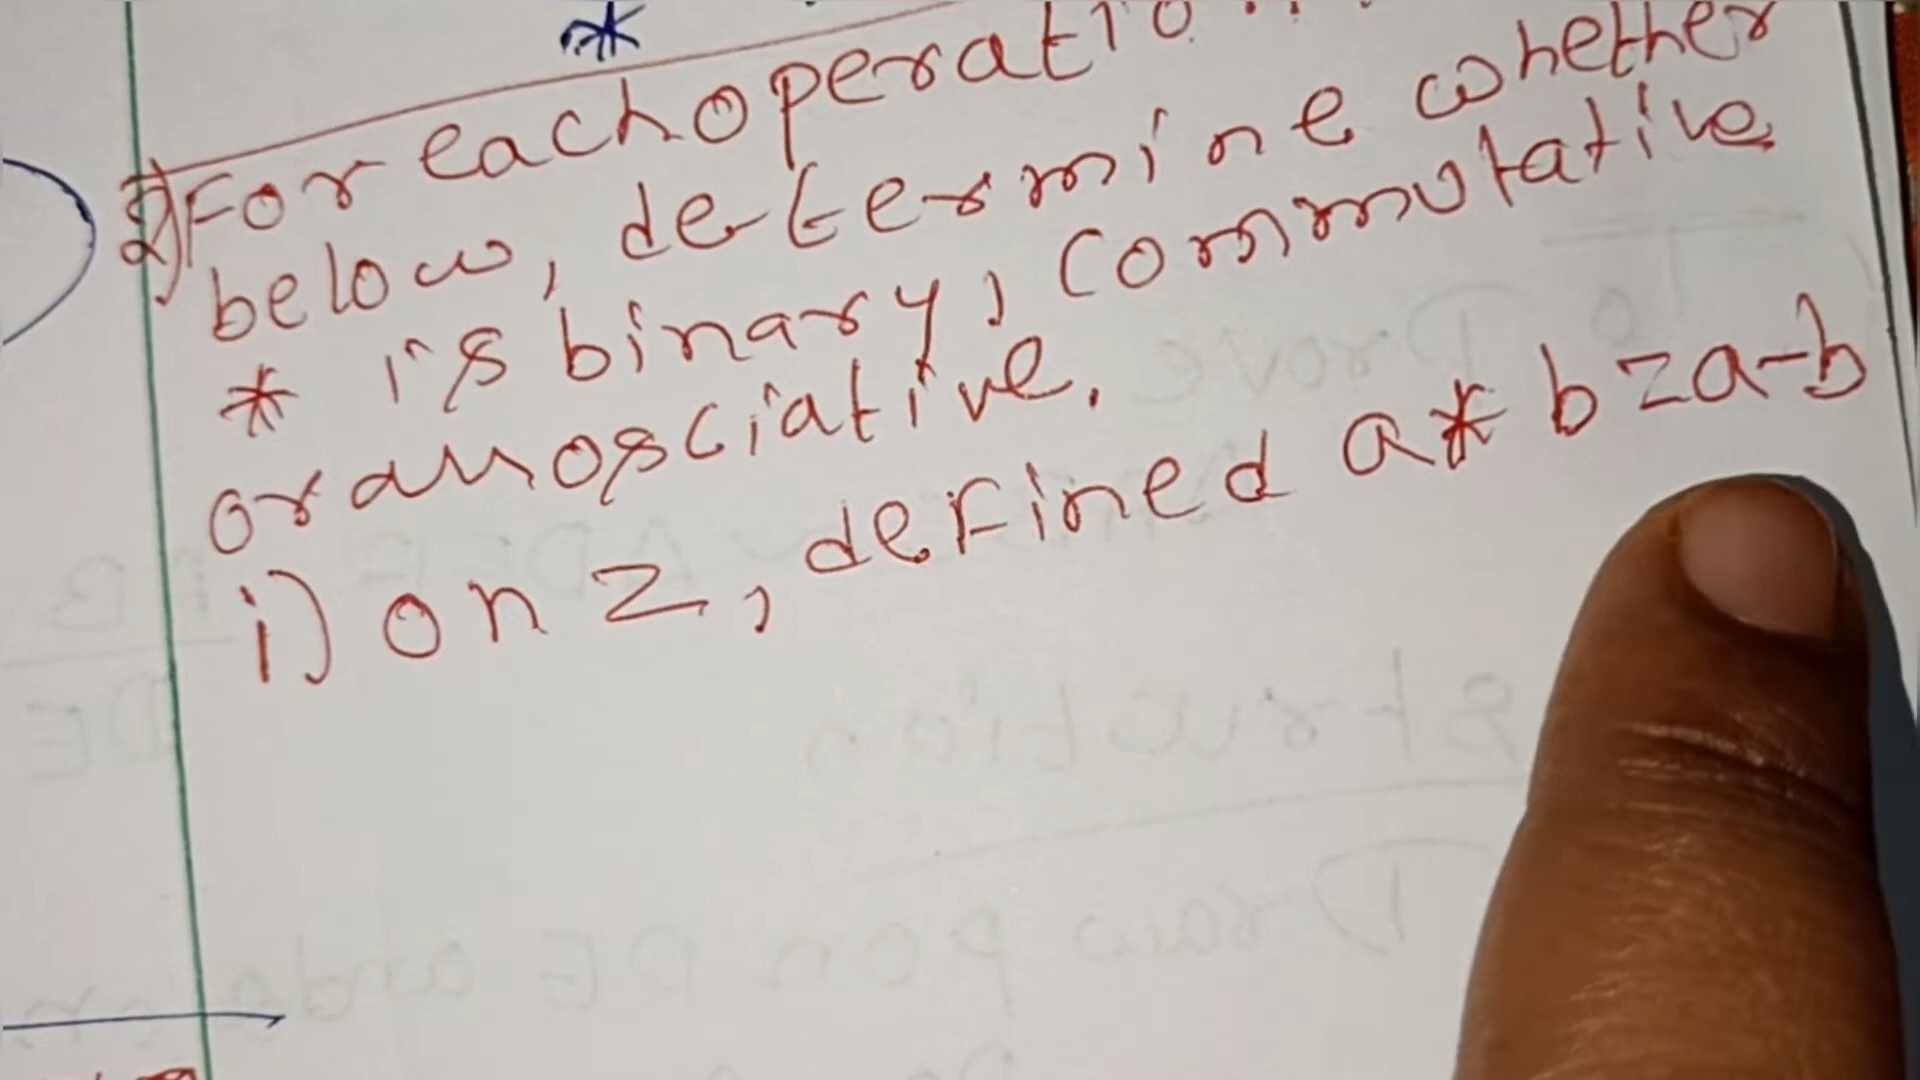 *
2) For each operation
below, determine whether
* is binary, commutative
or associative.
i) on Z, defined a * b = a - b